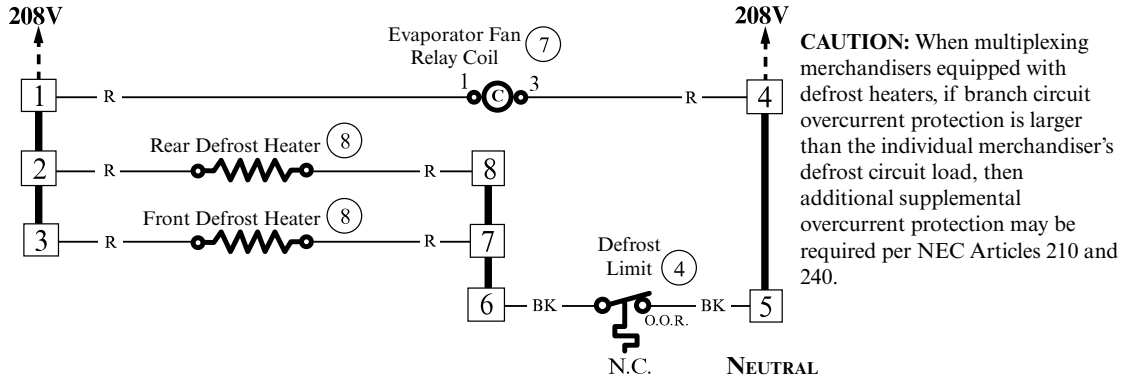 208V
208V
Evaporator Fan
Relay Coil
7
1
3
C
1
R
R
4
CAUTION: When multiplexing
merchandisers equipped with
defrost heaters, if branch circuit
overcurrent protection is larger
than the individual merchandiser's
defrost circuit load, then
additional supplemental
overcurrent protection may be
required per NEC Articles 210 and
240.
Rear Defrost Heater
8
2
R
R
8
Front Defrost Heater
8
3
R
R
7
Defrost
Limit
4
6
BK
BK
5
O.O.R.
N.C.
NEUTRAL